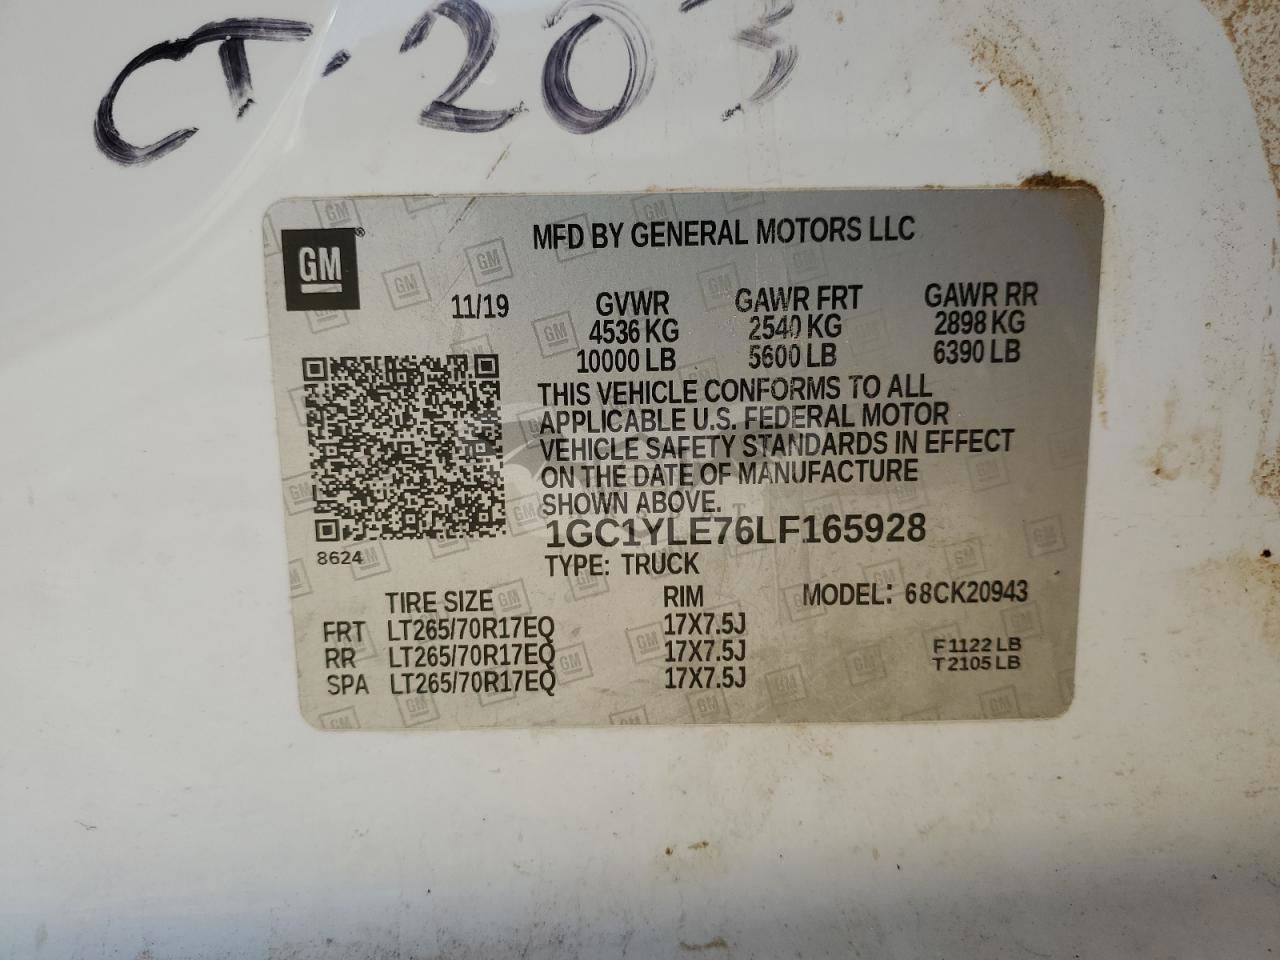 CT-203
GM
MFD BY GENERAL MOTORS LLC
11/19 GVWR GAWR FRT GAWR RR
4536 KG 2540 KG 2898 KG
10000 LB 5600 LB 6390 LB
THIS VEHICLE CONFORMS TO ALL
APPLICABLE U.S. FEDERAL MOTOR
VEHICLE SAFETY STANDARDS IN EFFECT
ON THE DATE OF MANUFACTURE
SHOWN ABOVE.
1GC1YLE76LF165928
8624
TYPE: TRUCK
TIRE SIZE RIM MODEL: 68CK20943
FRT LT265/70R17EQ 17X7.5J
RR LT265/70R17EQ 17X7.5J
SPA LT265/70R17EQ 17X7.5J
F1122 LB
T2105 LB